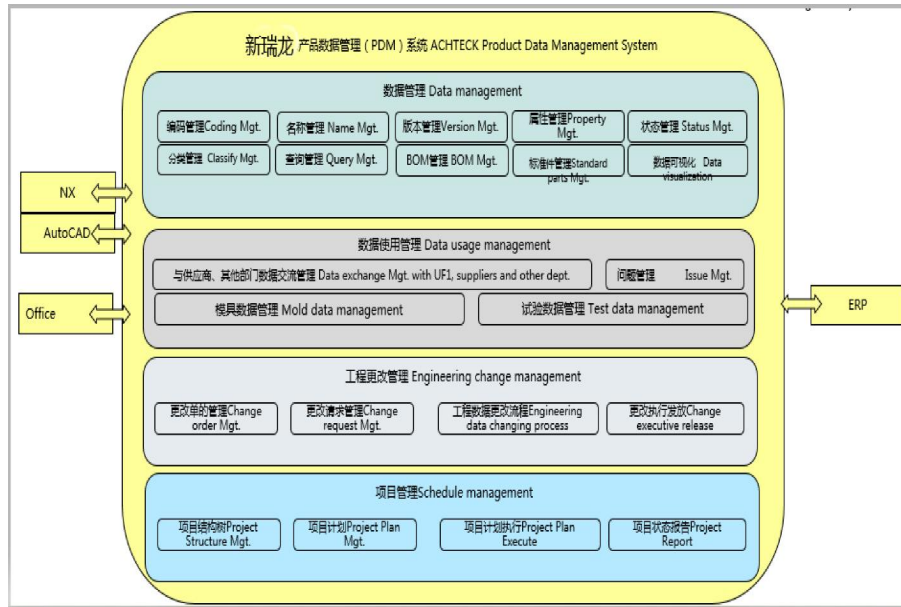 新瑞龙 产品数据管理（PDM）系统 ACHTECK Product Data Management System
数据管理 Data management
编码管理Coding Mgt.
名称管理 Name Mgt.
版本管理Version Mgt.
属性管理Property
Mgt.
状态管理 Status Mgt.
分类管理 Classify Mgt.
查询管理 Query Mgt.
BOM管理 BOM Mgt.
标准件管理Standard
parts Mgt.
数据可视化 Data
visualization
NX
AutoCAD
Office
ERP
数据使用管理 Data usage management
与供应商、其他部门数据交流管理 Data exchange Mgt. with UF1, suppliers and other dept.
问题管理 Issue Mgt.
模具数据管理 Mold data management
试验数据管理 Test data management
工程更改管理 Engineering change management
更改单的管理Change
order Mgt.
更改请求管理Change
request Mgt.
工程数据更改流程Engineering
data changing process
更改执行发放Change
executive release
项目管理Schedule management
项目结构树Project
Structure Mgt.
项目计划Project Plan
Mgt.
项目计划执行Project Plan
Execute
项目状态报告Project
Report